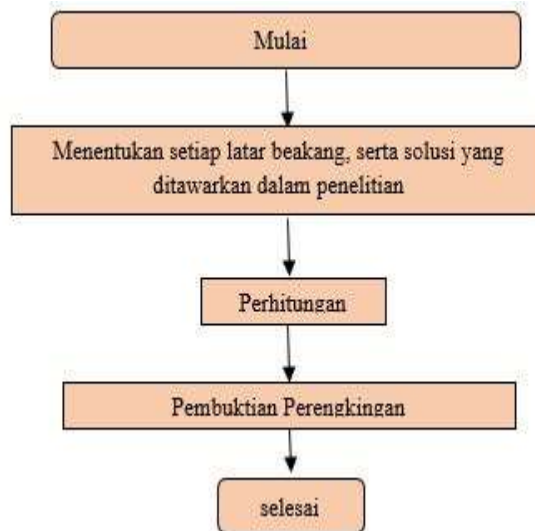 Mulai
Menentukan setiap latar beakang, serta solusi yang
ditawarkan dalam penelitian
Perhitungan
Pembuktian Perengkingan
selesai